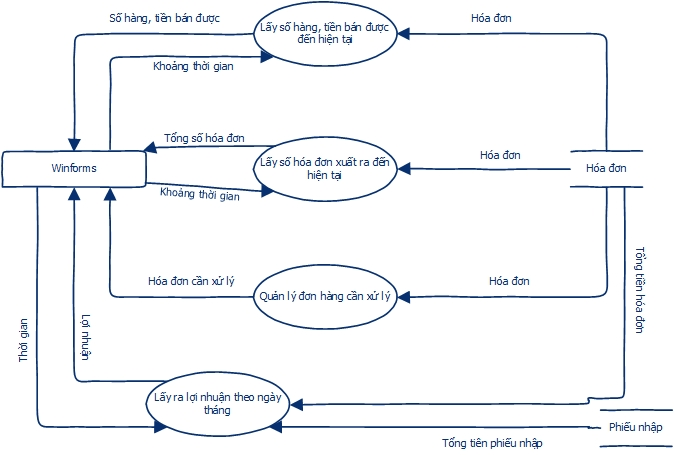 Số hàng, tiền bán được
Lấy số hàng, tiền bán được
đến hiện tại
Hóa đơn
Khoảng thời gian
Tổng số hóa đơn
Lấy số hóa đơn xuất ra đến
hiện tại
Hóa đơn
Hóa đơn
Winforms
Khoảng thời gian
Hóa đơn cần xử lý
Quản lý đơn hàng cần xử lý
Hóa đơn
Tổng tiền hóa đơn
Thời gian
Lợi nhuận
Lấy ra lợi nhuận theo ngày
tháng
Phiếu nhập
Tổng tiên phiếu nhập